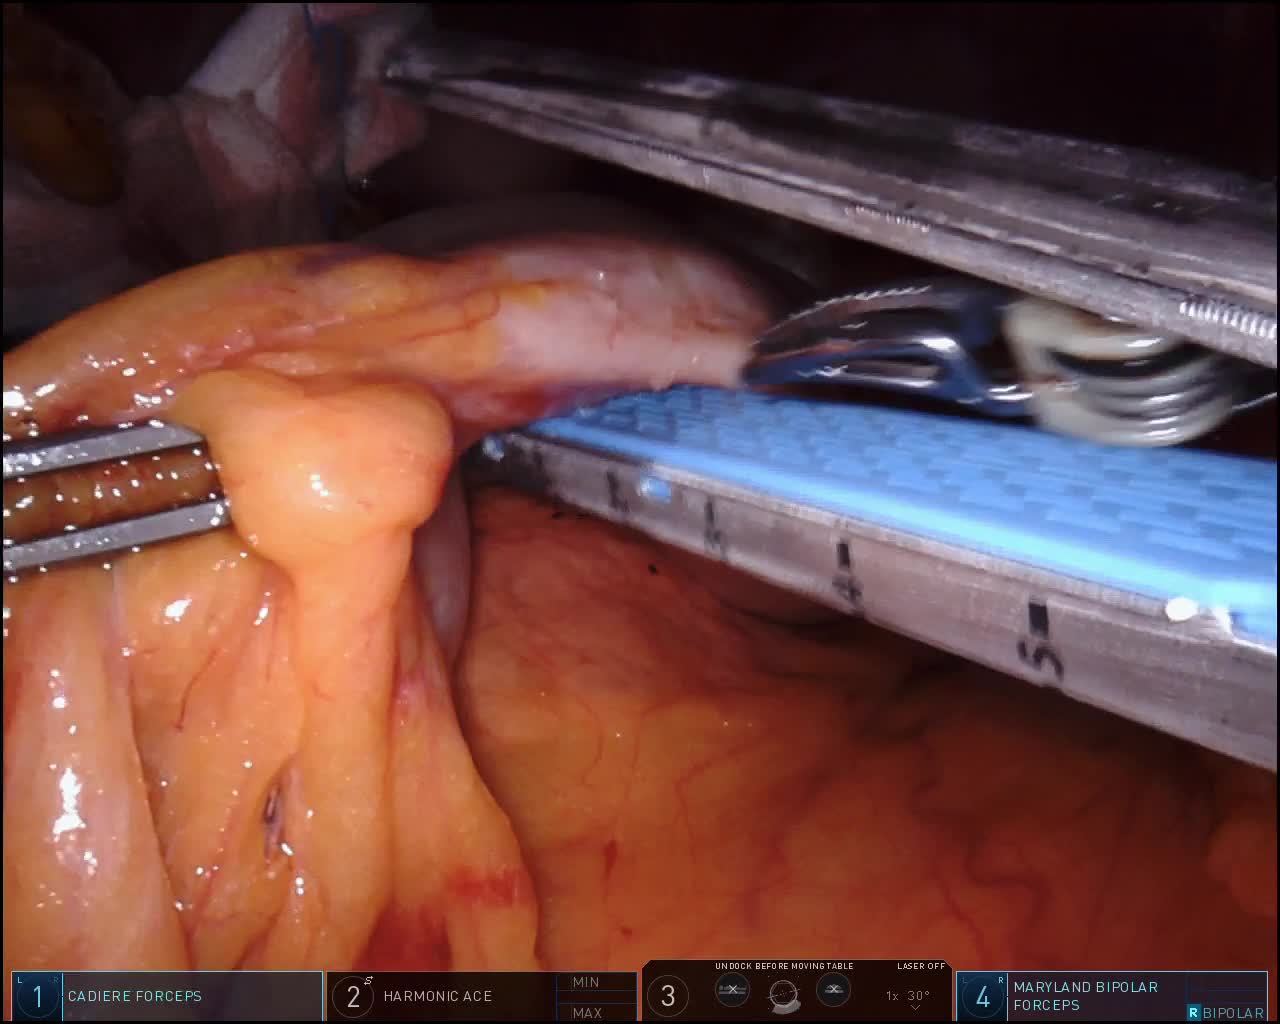 4
5
UNDOCK BEFORE MOVING TABLE
LASER OFF
L
R
1
CADIERE FORCEPS
2
S
HARMONIC ACE
MIN
MAX
3
1x 30°
4
R
MARYLAND BIPOLAR
FORCEPS
R BIPOLAR